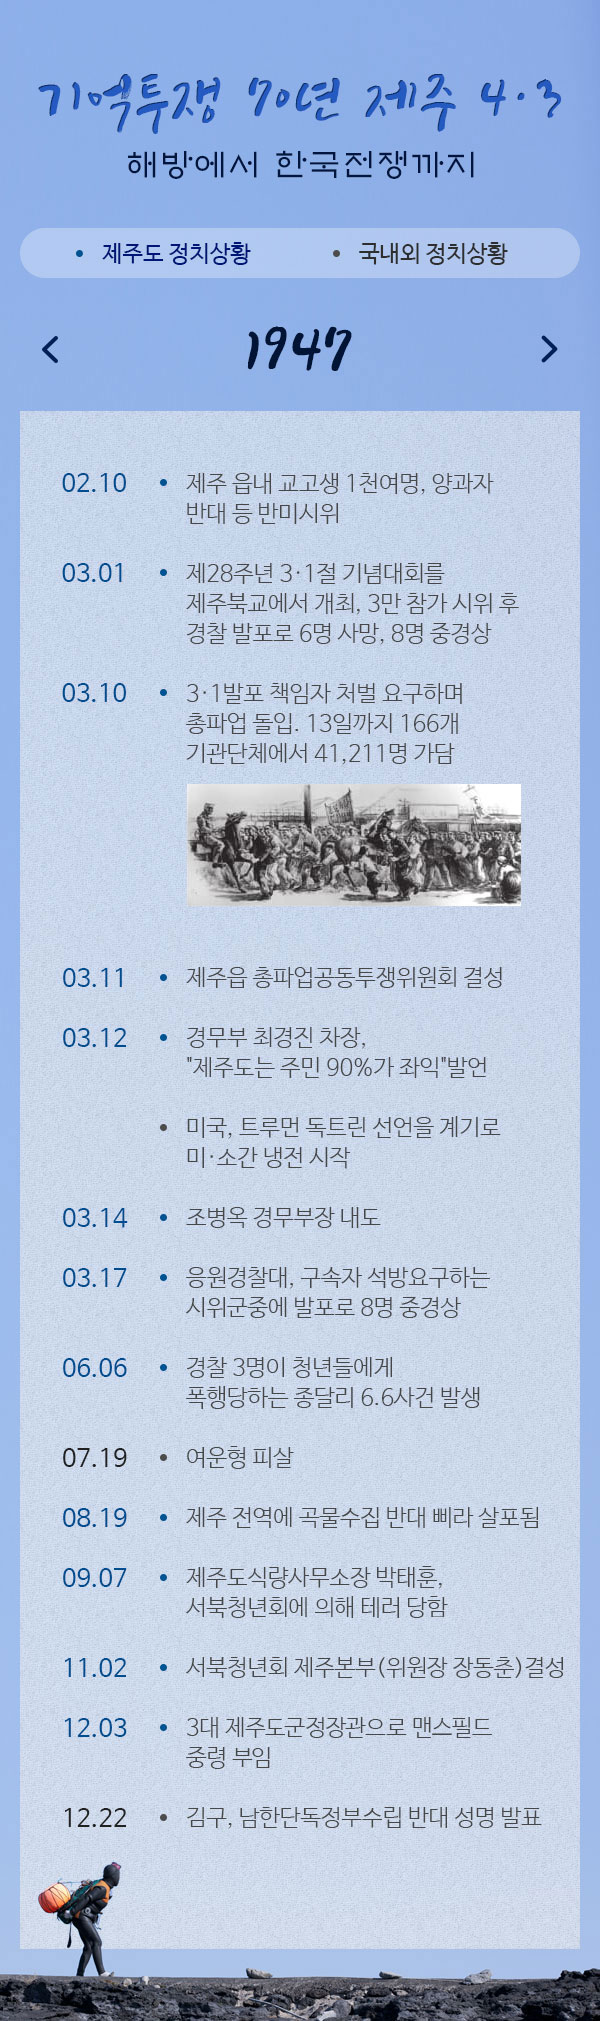 기억투쟁 70년 제주 4·3
해방에서 한국전쟁까지
• 제주도 정치상황 • 국내외 정치상황
< 1947 >
02.10 • 제주 읍내 교고생 1천여명, 양과자
반대 등 반미시위
03.01 • 제28주년 3·1절 기념대회를
제주북교에서 개최, 3만 참가 시위 후
경찰 발포로 6명 사망, 8명 중경상
03.10 • 3·1발포 책임자 처벌 요구하며
총파업 돌입. 13일까지 166개
기관단체에서 41,211명 가담
03.11 • 제주읍 총파업공동투쟁위원회 결성
03.12 • 경무부 최경진 차장,
"제주도는 주민 90%가 좌익"발언
• 미국, 트루먼 독트린 선언을 계기로
미·소간 냉전 시작
03.14 • 조병옥 경무부장 내도
03.17 • 응원경찰대, 구속자 석방요구하는
시위군중에 발포로 8명 중경상
06.06 • 경찰 3명이 청년들에게
폭행당하는 종달리 6.6사건 발생
07.19 • 여운형 피살
08.19 • 제주 전역에 곡물수집 반대 삐라 살포됨
09.07 • 제주도식량사무소장 박태훈,
서북청년회에 의해 테러 당함
11.02 • 서북청년회 제주본부(위원장 장동춘)결성
12.03 • 3대 제주도군정장관으로 맨스필드
중령 부임
12.22 • 김구, 남한단독정부수립 반대 성명 발표